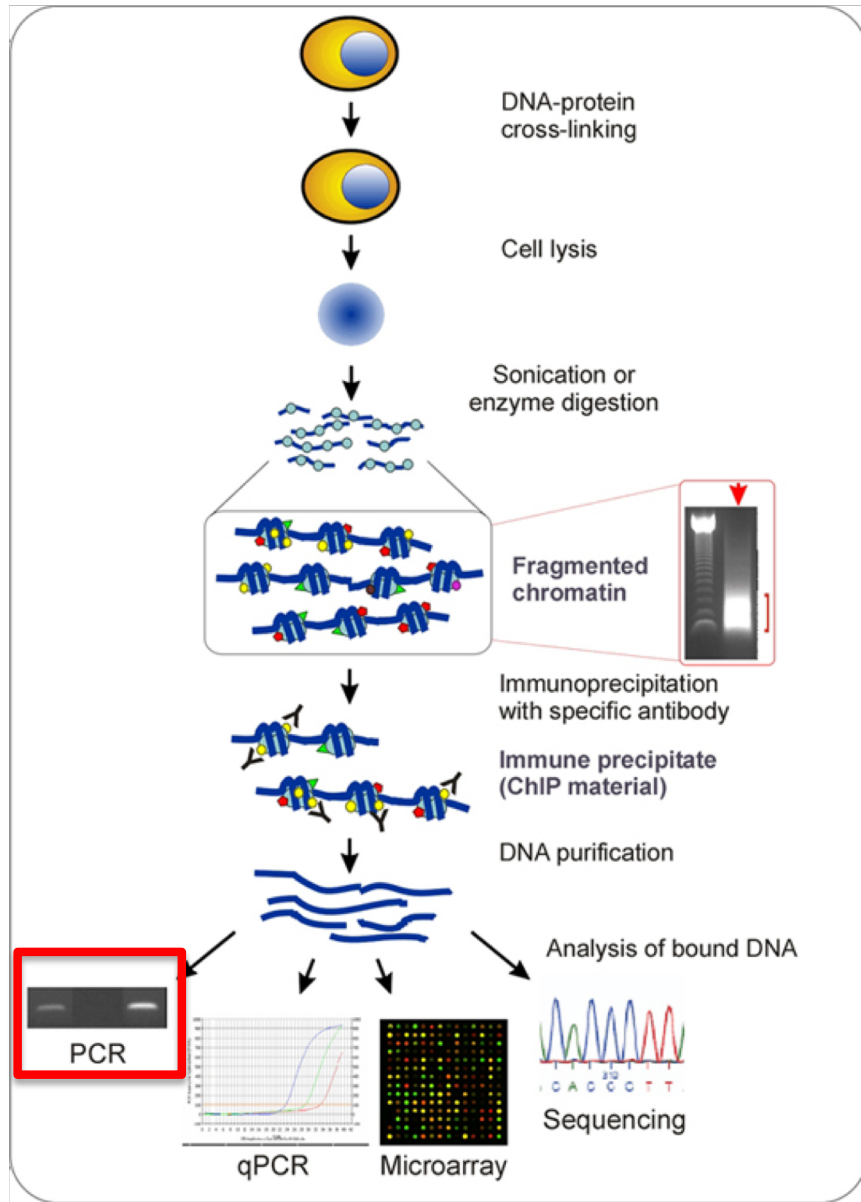 DNA-protein
cross-linking
Cell lysis
Sonication or
enzyme digestion
Fragmented
chromatin
Immunoprecipitation
with specific antibody
Immune precipitate
(ChIP material)
DNA purification
Analysis of bound DNA
PCR
qPCR
Microarray
310
G A C C G T T
Sequencing